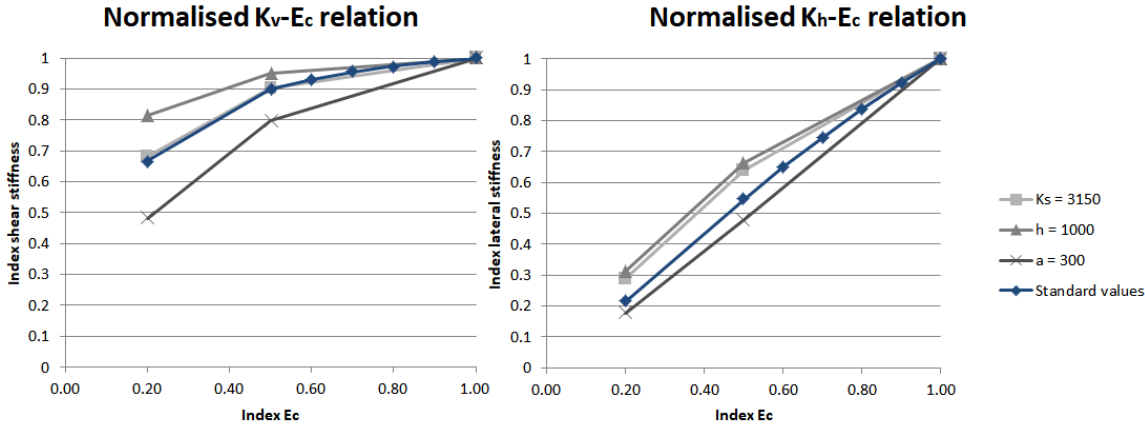 Normalised Kv-Ec relation
Index shear stiffness
1
0.9
0.8
0.7
0.6
0.5
0.4
0.3
0.2
0.1
0
0.00 0.20 0.40 0.60 0.80 1.00
Index Ec
Normalised Kh-Ec relation
Index lateral stiffness
1
0.9
0.8
0.7
0.6
0.5
0.4
0.3
0.2
0.1
0
0.00 0.20 0.40 0.60 0.80 1.00
Index Ec
Ks = 3150
h = 1000
a = 300
Standard values